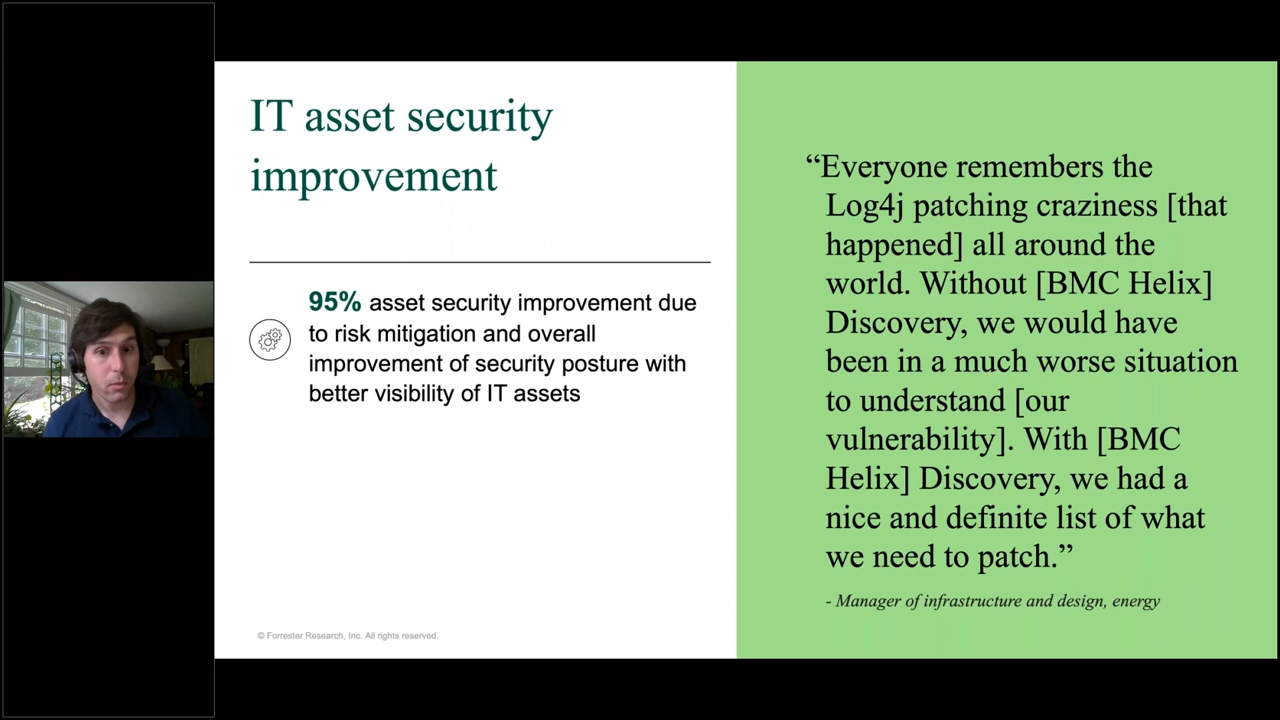 IT asset security
improvement
95% asset security improvement due
to risk mitigation and overall
improvement of security posture with
better visibility of IT assets
© Forrester Research, Inc. All rights reserved.
“Everyone remembers the
Log4j patching craziness [that
happened] all around the
world. Without [BMC Helix]
Discovery, we would have
been in a much worse situation
to understand [our
vulnerability]. With [BMC
Helix] Discovery, we had a
nice and definite list of what
we need to patch.”
- Manager of infrastructure and design, energy